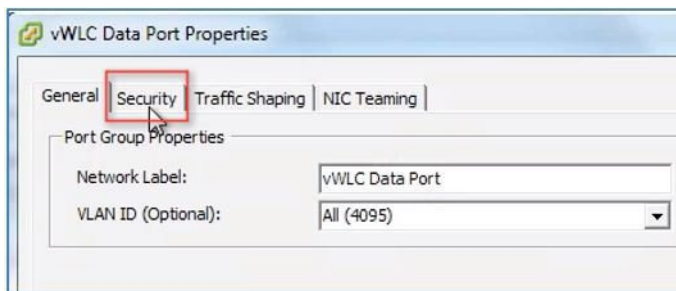 vWLC Data Port Properties
General Security Traffic Shaping NIC Teaming
Port Group Properties
Network Label: vWLC Data Port
VLAN ID (Optional): All (4095)